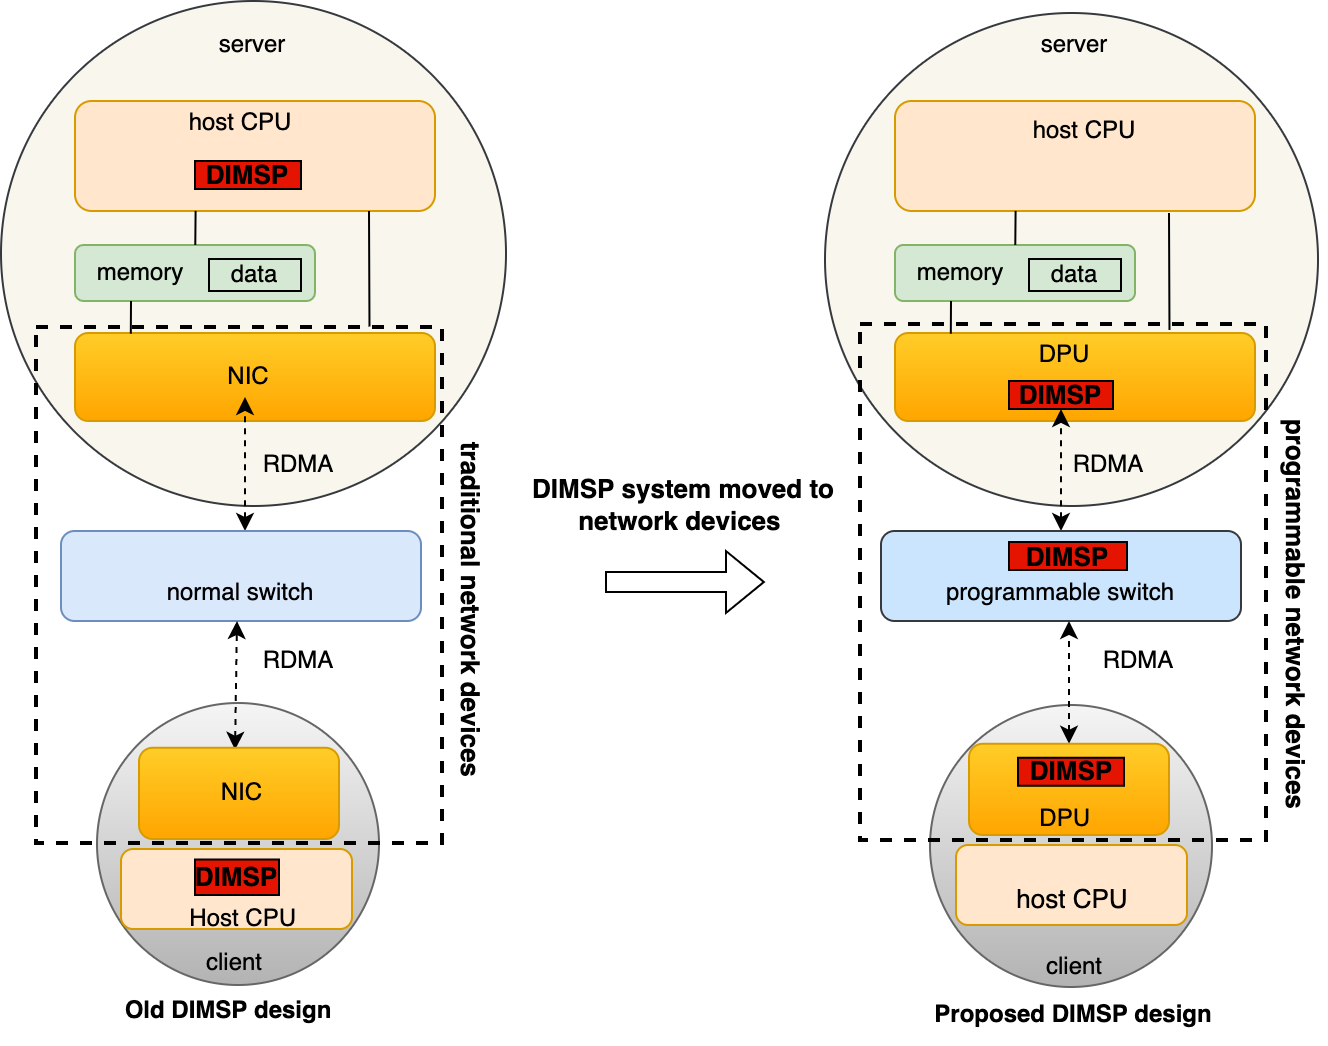 server
host CPU
DIMSP
memory
data
NIC
RDMA
traditional network devices
normal switch
RDMA
NIC
DIMSP
Host CPU
client
Old DIMSP design
DIMSP system moved to
network devices
server
host CPU
memory
data
DPU
DIMSP
RDMA
programmable network devices
DIMSP
programmable switch
RDMA
DIMSP
DPU
host CPU
client
Proposed DIMSP design